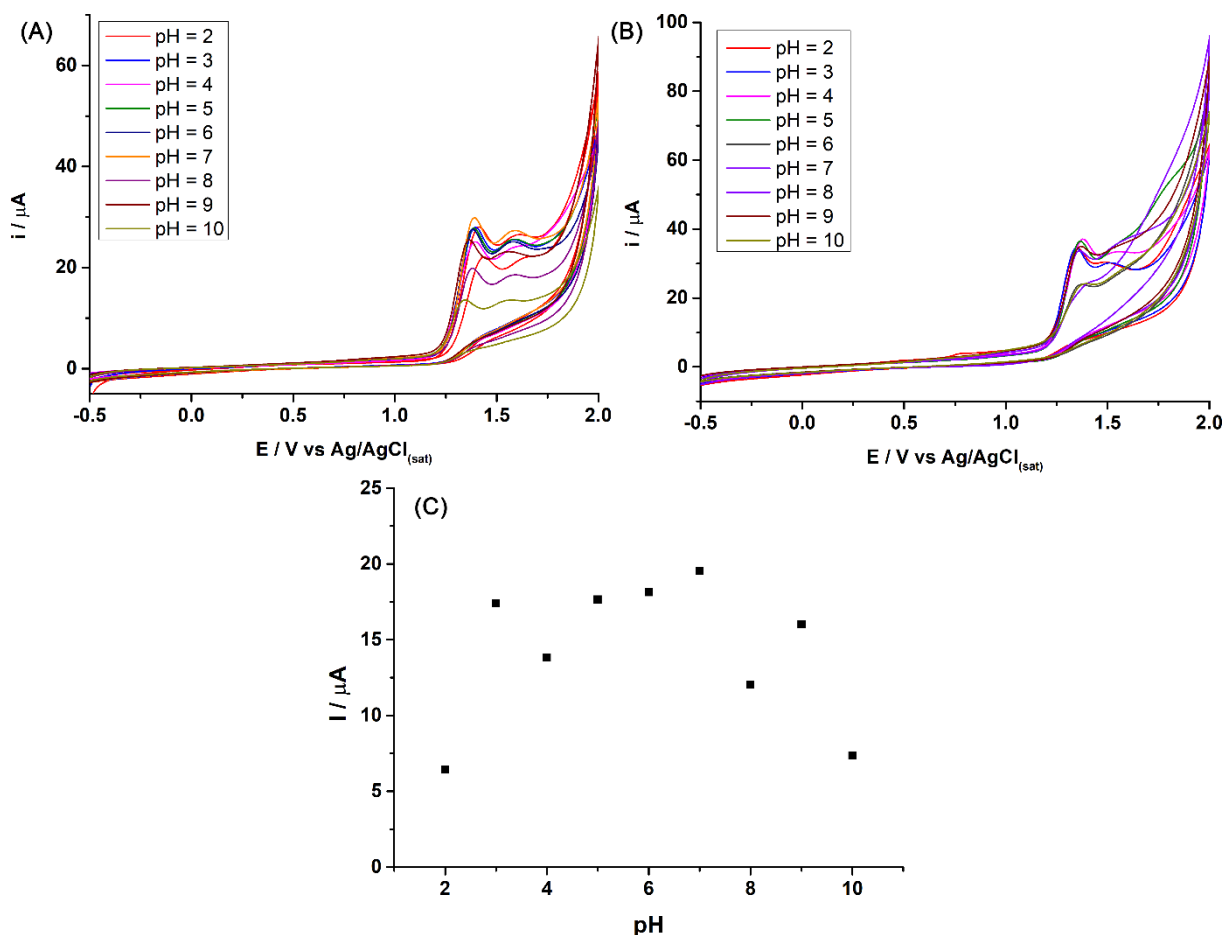 (A)
pH = 2
pH = 3
pH = 4
pH = 5
pH = 6
pH = 7
pH = 8
pH = 9
pH = 10
60
40
20
0
i / µA
-0.5 0.0 0.5 1.0 1.5 2.0
E / V vs Ag/AgCl(sat)
(B)
pH = 2
pH = 3
pH = 4
pH = 5
pH = 6
pH = 7
pH = 8
pH = 9
pH = 10
100
80
60
40
20
0
i / µA
-0.5 0.0 0.5 1.0 1.5 2.0
E / V vs Ag/AgCl(sat)
(C)
25
20
15
10
5
0
I / µA
2 4 6 8 10
pH